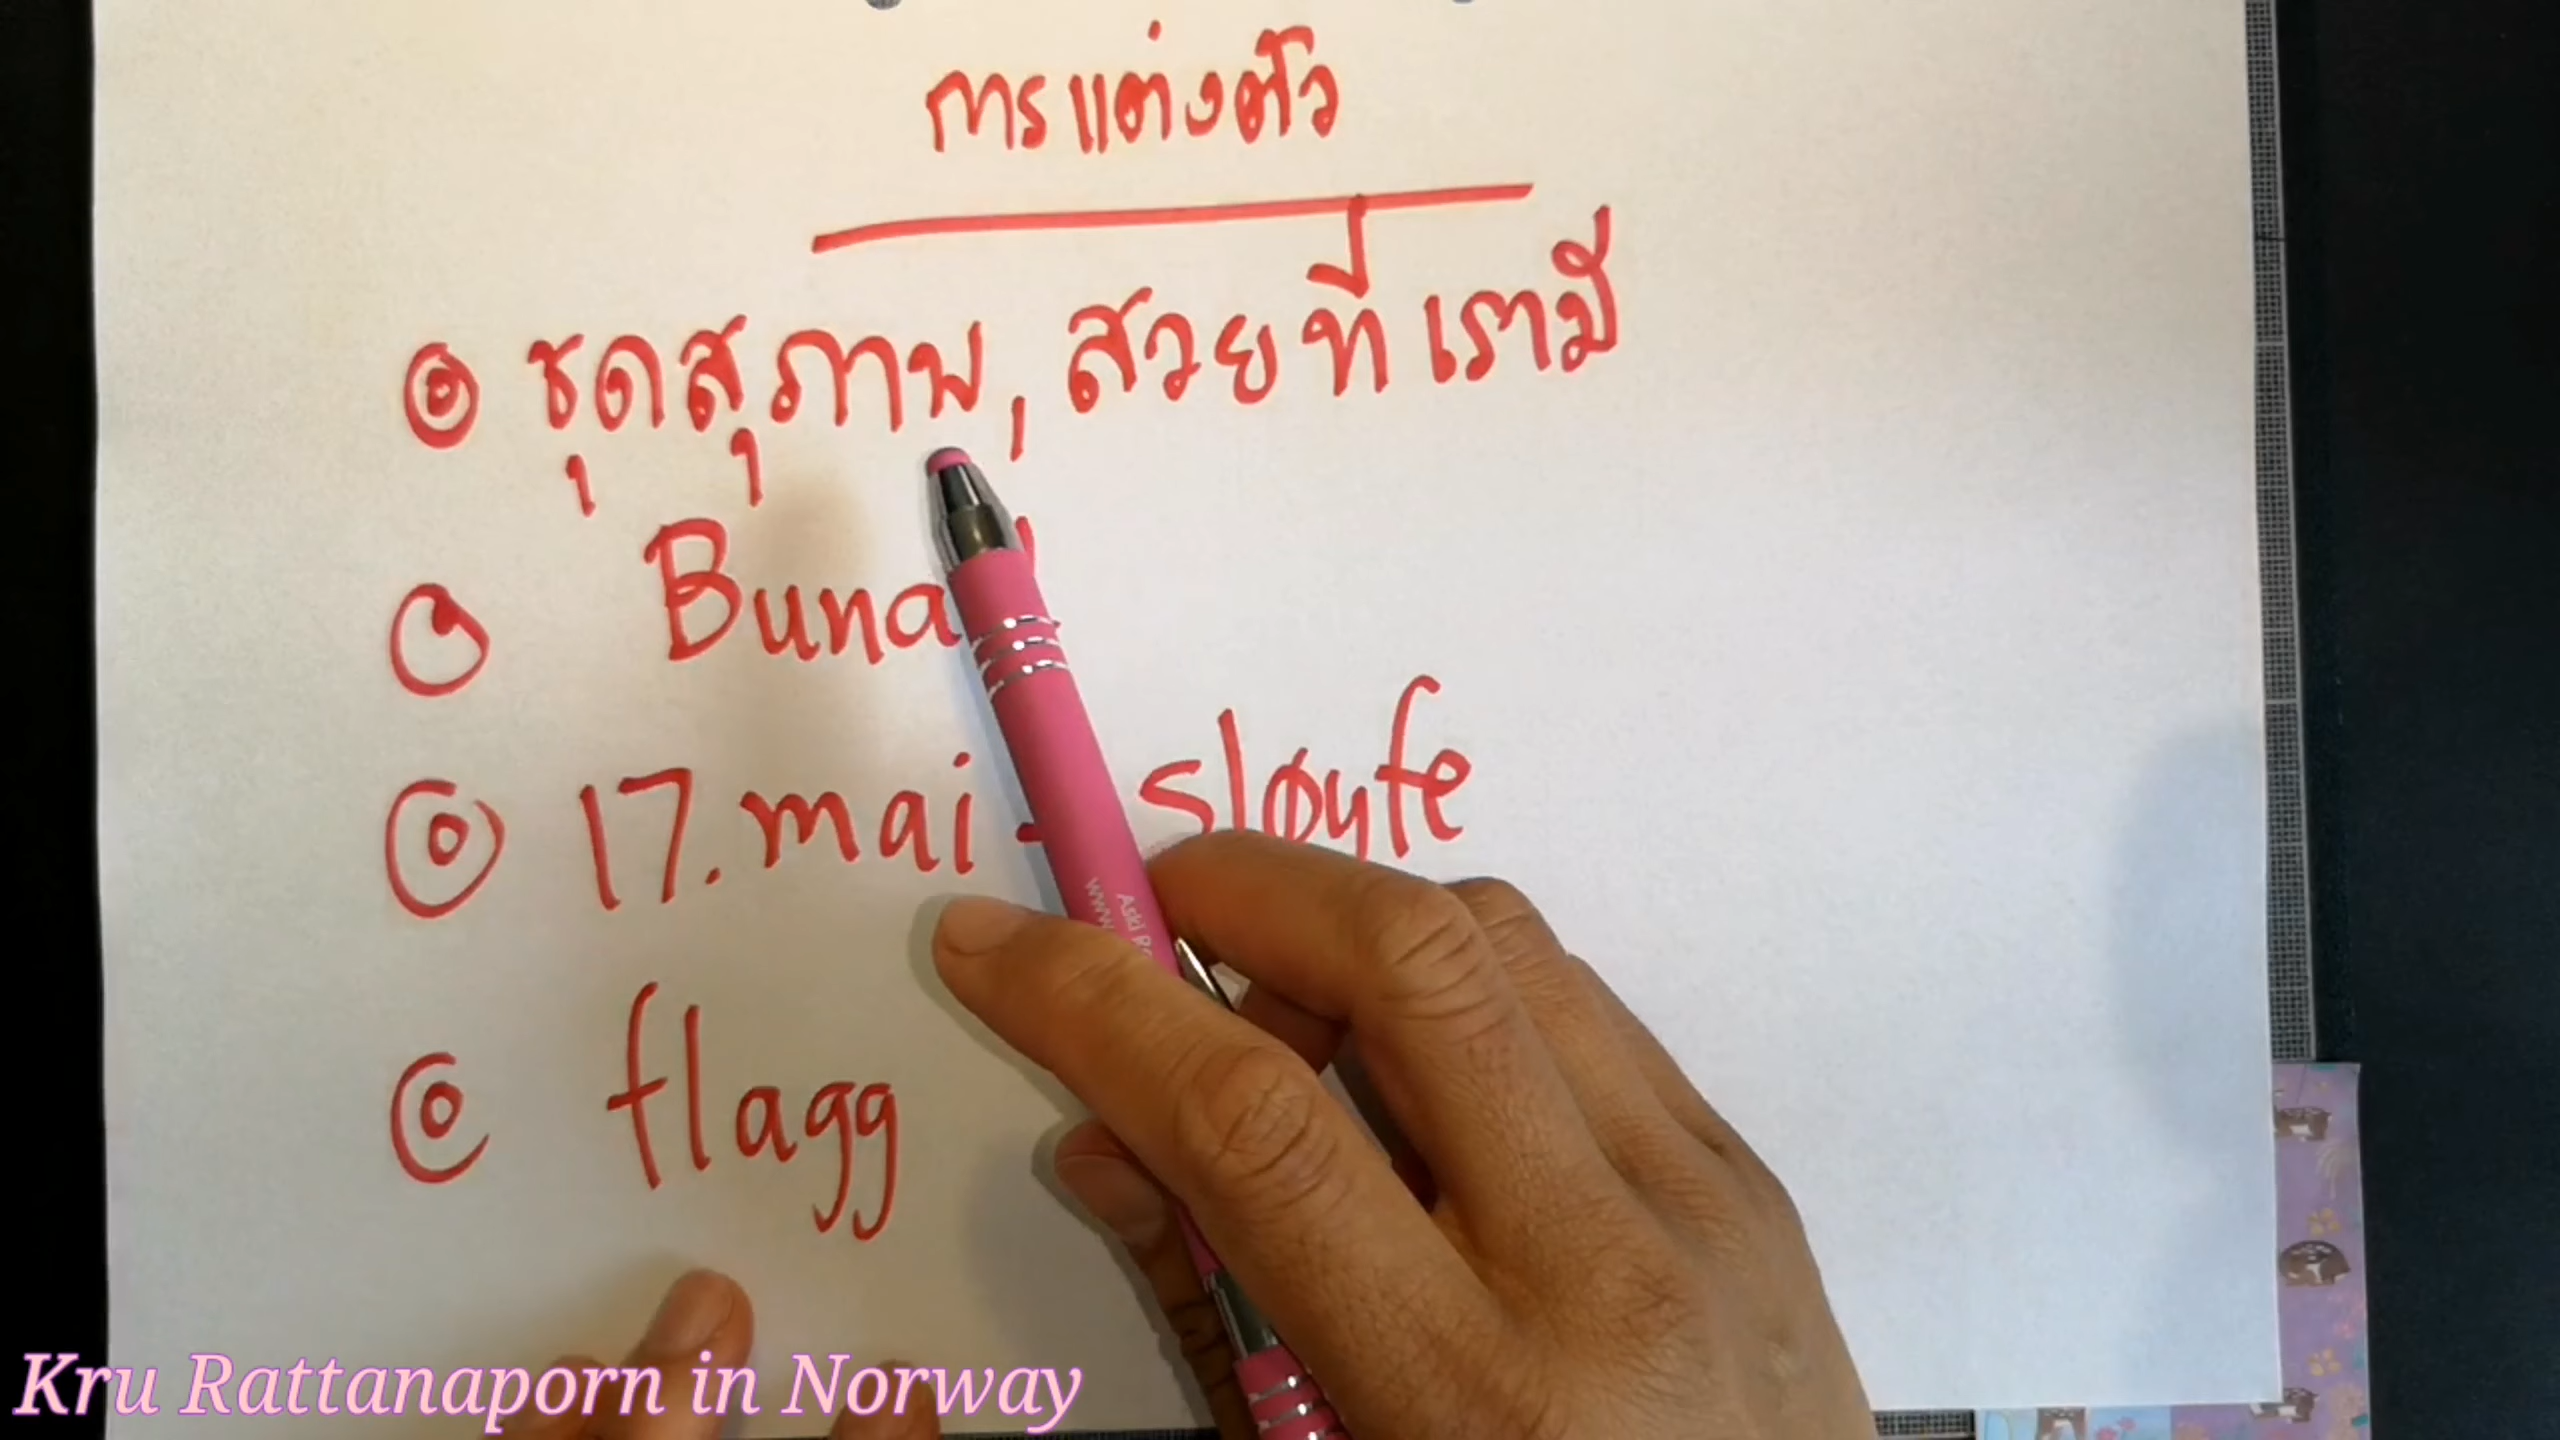 การแต่งตัว
ชุดสุภาพ, สวยที่เรามี
17. mai - sløyfe
flagg
Kru Rattanaporn in Norway